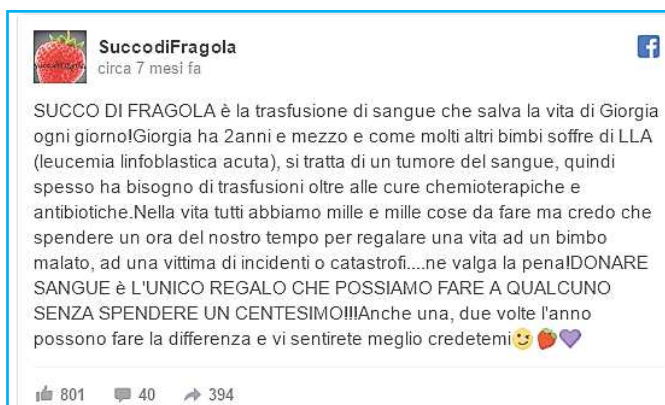 SuccodiFragola
circa 7 mesi fa
SUCCO DI FRAGOLA è la trasfusione di sangue che salva la vita di Giorgia
ogni giorno!Giorgia ha 2anni e mezzo e come molti altri bimbi soffre di LLA
(leucemia linfoblastica acuta), si tratta di un tumore del sangue, quindi
spesso ha bisogno di trasfusioni oltre alle cure chemioterapiche e
antibiotiche.Nella vita tutti abbiamo mille e mille cose da fare ma credo che
spendere un ora del nostro tempo per regalare una vita ad un bimbo
malato, ad una vittima di incidenti o catastrofi....ne valga la pena!DONARE
SANGUE è L'UNICO REGALO CHE POSSIAMO FARE A QUALCUNO
SENZA SPENDERE UN CENTESIMO!!!Anche una, due volte l'anno
possono fare la differenza e vi sentirete meglio credetemi😉🍓💜
801 40 394